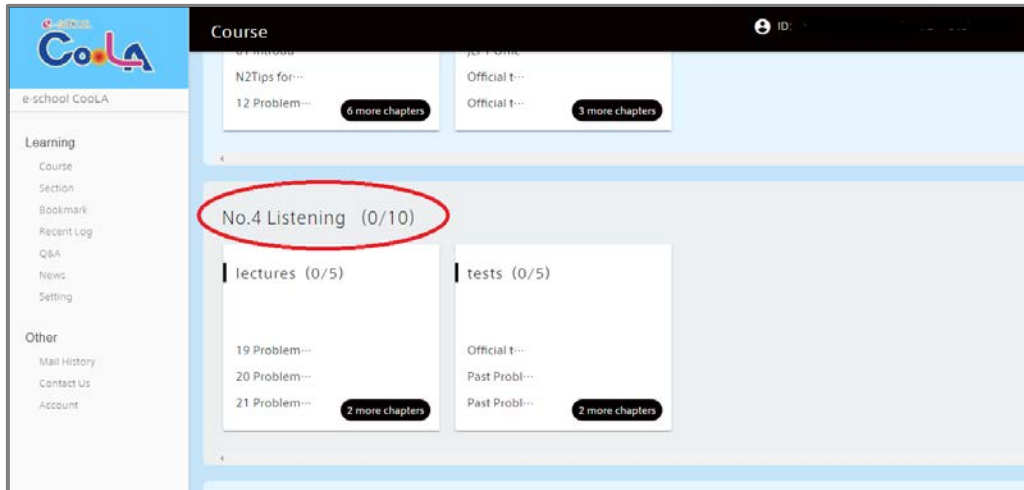 e-school
CooLA
Course
ID:
e-school CooLA
N2Tips for…
12 Problem…
6 more chapters
Official t…
Official t…
3 more chapters
Learning
Course
Section
Bookmark
Recent Log
Q&A
News
Setting
Other
Mail History
Contact Us
Account
No.4 Listening (0/10)
lectures (0/5)
19 Problem…
20 Problem…
21 Problem…
2 more chapters
tests (0/5)
Official t…
Past Probl…
Past Probl…
2 more chapters